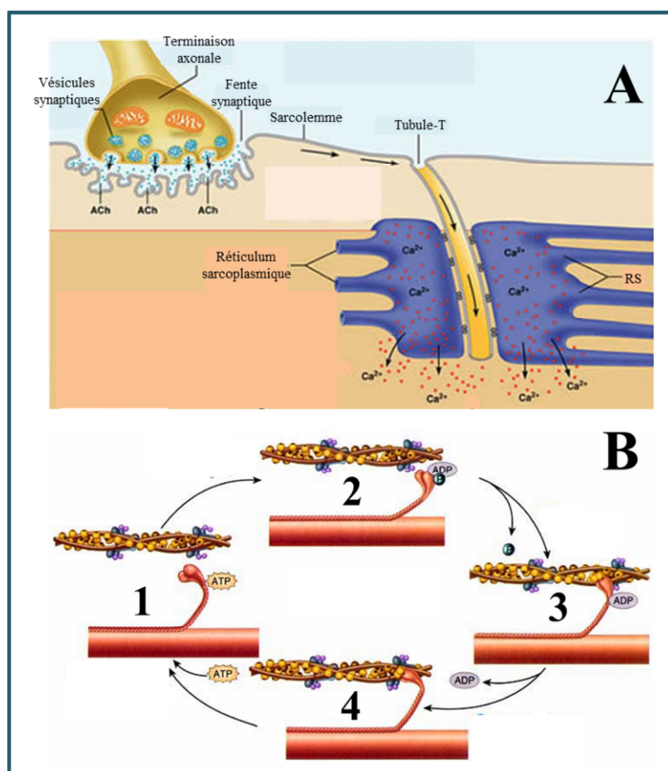 Terminaison
axonale
A
Vésicules
synaptiques
Fente
synaptique
Sarcolemme
Tubule-T
ACh
ACh
ACh
Réticulum
sarcoplasmique
Ca2+
Ca2+
Ca2+
Ca2+
RS
Ca2+
Ca2+
Ca2+
Ca2+
B
2
ADP
P
1
ATP
P
3
ADP
4
ATP
ADP